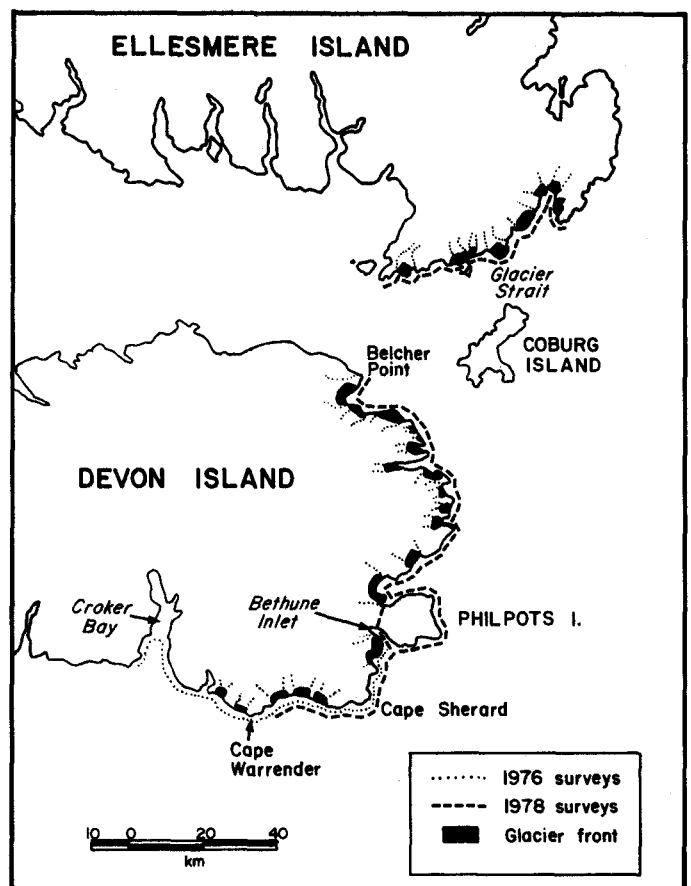 ELLESMERE ISLAND
Glacier
Strait
COBURG
ISLAND
Belcher
Point
DEVON ISLAND
Croker
Bay
Bethune
Inlet
PHILPOTS I.
Cape Sherard
Cape
Warrender
1976 surveys
1978 surveys
Glacier front
10 0 20 40
km